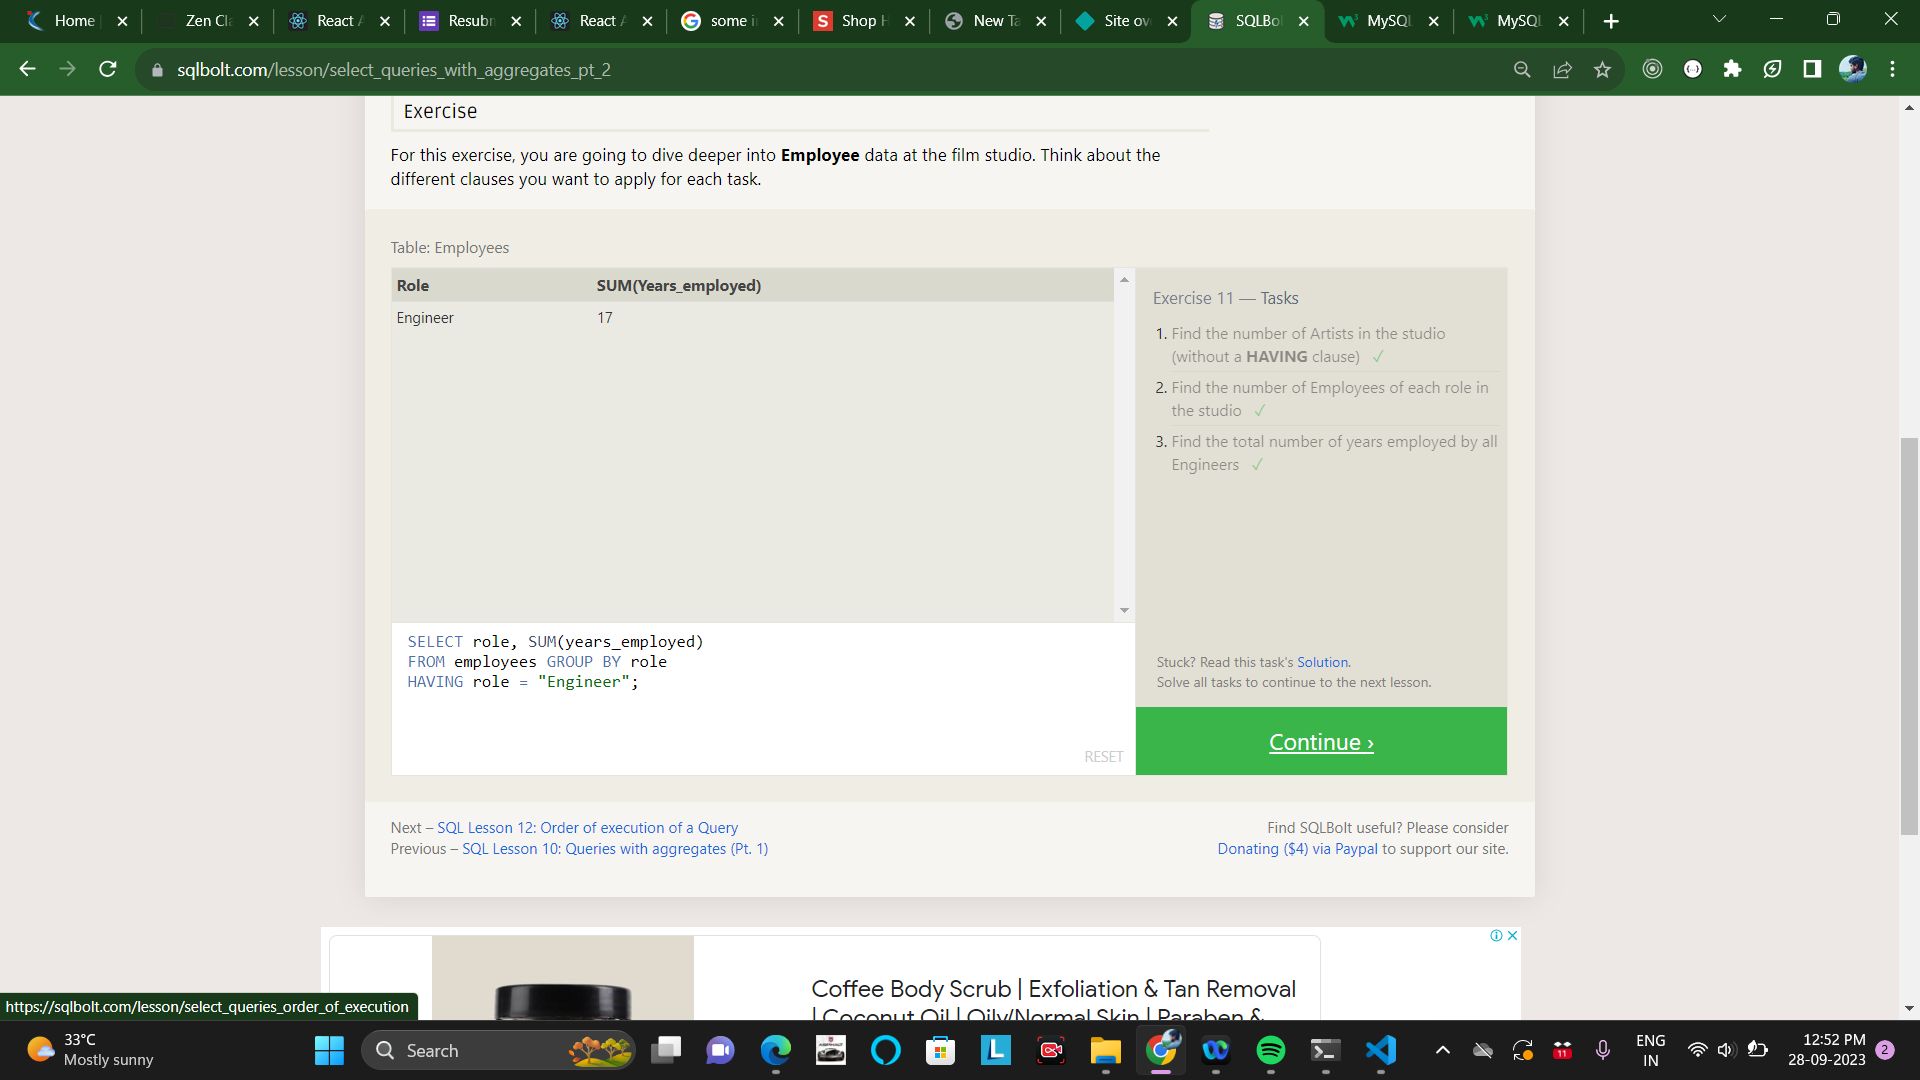 Home
Zen Cla
React A
Resubm
React A
some i
Shop H
New Ta
Site ov
SQLBol
MySQL
MySQL
sqlbolt.com/lesson/select_queries_with_aggregates_pt_2
Exercise
For this exercise, you are going to dive deeper into Employee data at the film studio. Think about the
different clauses you want to apply for each task.
Table: Employees
Role SUM(Years_employed)
Engineer 17
Exercise 11 — Tasks
1. Find the number of Artists in the studio
(without a HAVING clause) ✓
2. Find the number of Employees of each role in
the studio ✓
3. Find the total number of years employed by all
Engineers ✓
SELECT role, SUM(years_employed)
FROM employees GROUP BY role
HAVING role = "Engineer";
RESET
Stuck? Read this task's Solution.
Solve all tasks to continue to the next lesson.
Continue ›
Next – SQL Lesson 12: Order of execution of a Query
Previous – SQL Lesson 10: Queries with aggregates (Pt. 1)
Find SQLBolt useful? Please consider
Donating ($4) via Paypal to support our site.
Coffee Body Scrub | Exfoliation & Tan Removal
| Coconut Oil | Oily/Normal Skin | Paraben &
https://sqlbolt.com/lesson/select_queries_order_of_execution
33°C
Mostly sunny
Search
11
ENG
IN
12:52 PM
28-09-2023
2